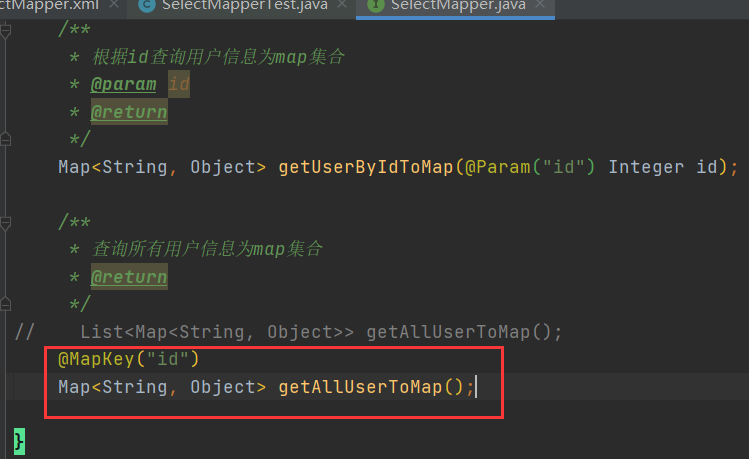 ctMapper.xml × SelectMapperTest.java × SelectMapper.java ×
/**
* 根据id查询用户信息为map集合
* @param id
* @return
*/
Map<String, Object> getUserByIdToMap(@Param("id") Integer id);
/**
* 查询所有用户信息为map集合
* @return
*/
// List<Map<String, Object>> getAllUserToMap();
@MapKey("id")
Map<String, Object> getAllUserToMap();
}